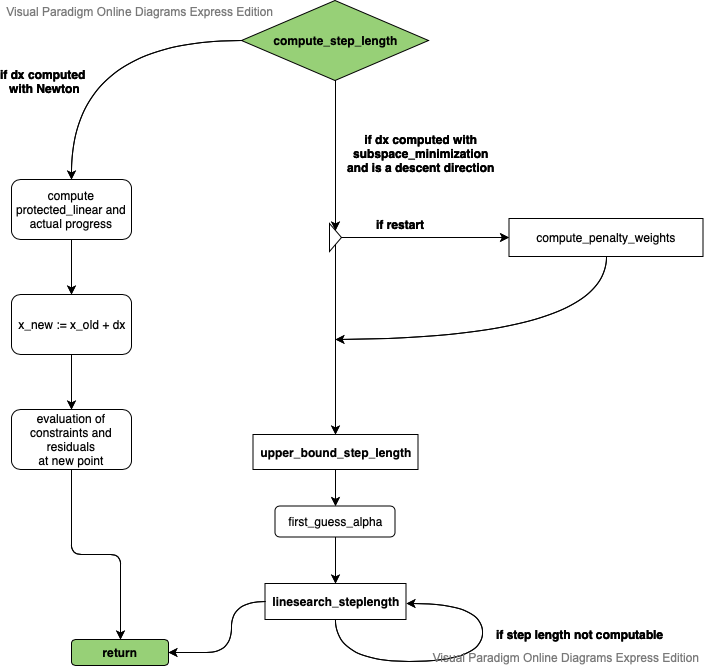 Visual Paradigm Online Diagrams Express Edition
compute_step_length
if dx computed
with Newton
if dx computed with
subspace_minimization
and is a descent direction
compute
protected_linear and
actual progress
if restart
compute_penalty_weights
x_new := x_old + dx
evaluation of
constraints and
residuals
at new point
upper_bound_step_length
first_guess_alpha
linesearch_steplength
if step length not computable
return
Visual Paradigm Online Diagrams Express Edition